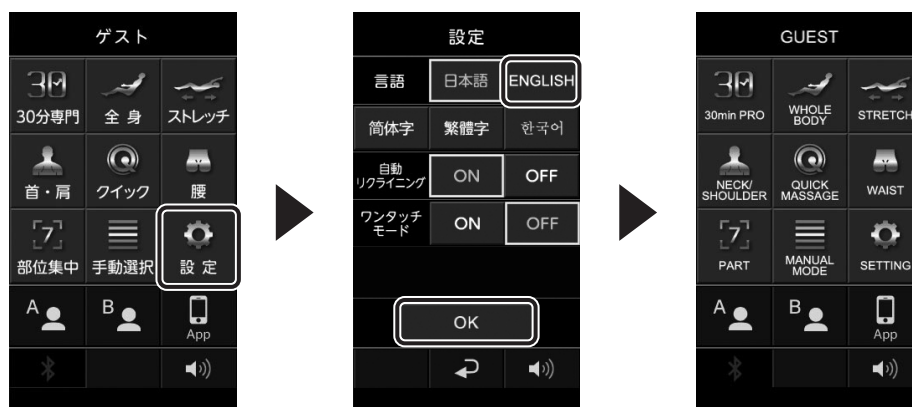 ゲスト
30
30分専門
全身
ストレッチ
首・肩
クイック
腰
7
部位集中
手動選択
設定
A
B
App
設定
言語
日本語
ENGLISH
简体字
繁體字
한국어
自動
リクライニング
ON
OFF
ワンタッチ
モード
ON
OFF
OK
GUEST
30
30min PRO
WHOLE
BODY
STRETCH
NECK/
SHOULDER
QUICK
MASSAGE
WAIST
7
PART
MANUAL
MODE
SETTING
A
B
App